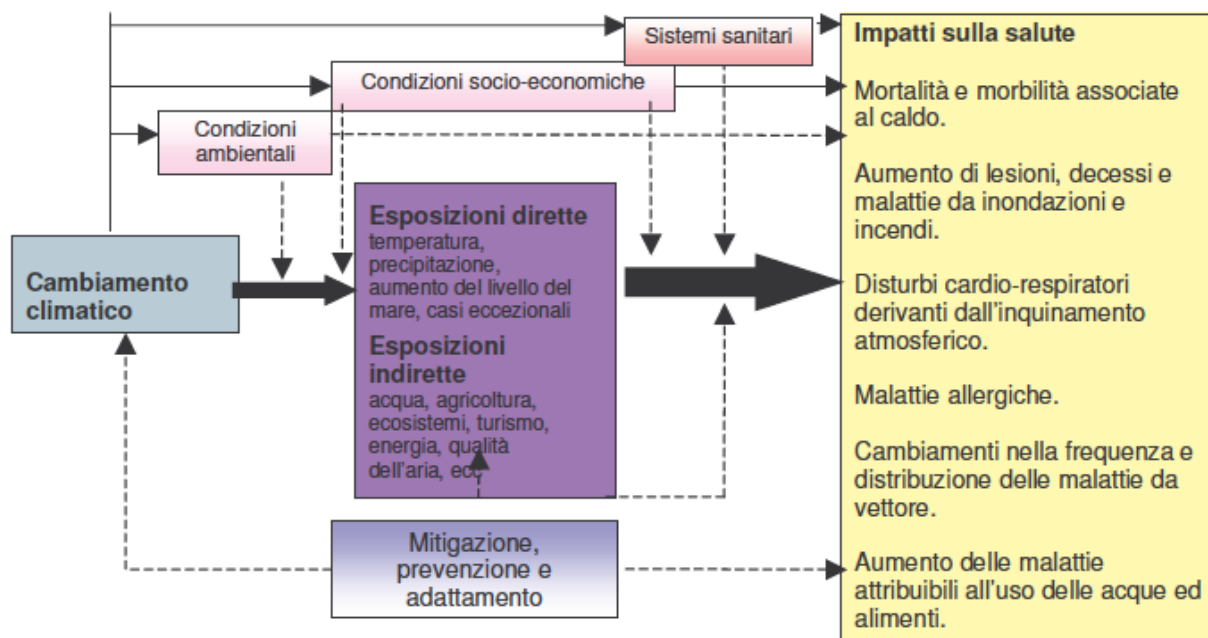 Sistemi sanitari
Condizioni socio-economiche
Condizioni
ambientali
Cambiamento
climatico
Esposizioni dirette
temperatura,
precipitazione,
aumento del livello del
mare, casi eccezionali
Esposizioni
indirette
acqua, agricoltura,
ecosistemi, turismo,
energia, qualità
dell'aria, ecc
Mitigazione,
prevenzione e
adattamento
Impatti sulla salute
Mortalità e morbilità associate
al caldo.
Aumento di lesioni, decessi e
malattie da inondazioni e
incendi.
Disturbi cardio-respiratori
derivanti dall'inquinamento
atmosferico.
Malattie allergiche.
Cambiamenti nella frequenza e
distribuzione delle malattie da
vettore.
Aumento delle malattie
attribuibili all'uso delle acque ed
alimenti.